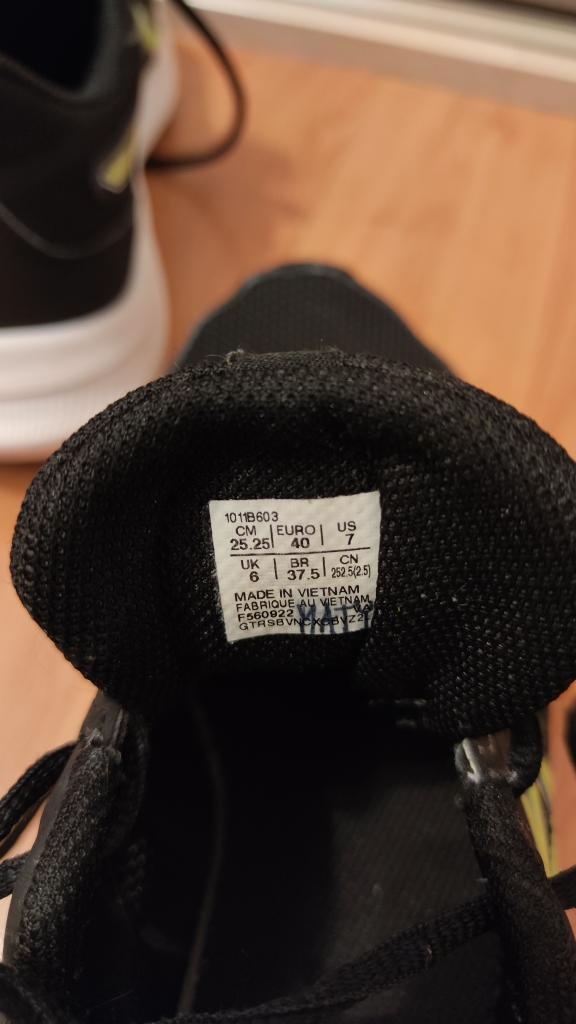 1011B603
CM EURO US
25.25 40 7
UK BR CN
6 37.5 252.5(2.5)
MADE IN VIETNAM
FABRIQUE AU VIETNAM
F560922